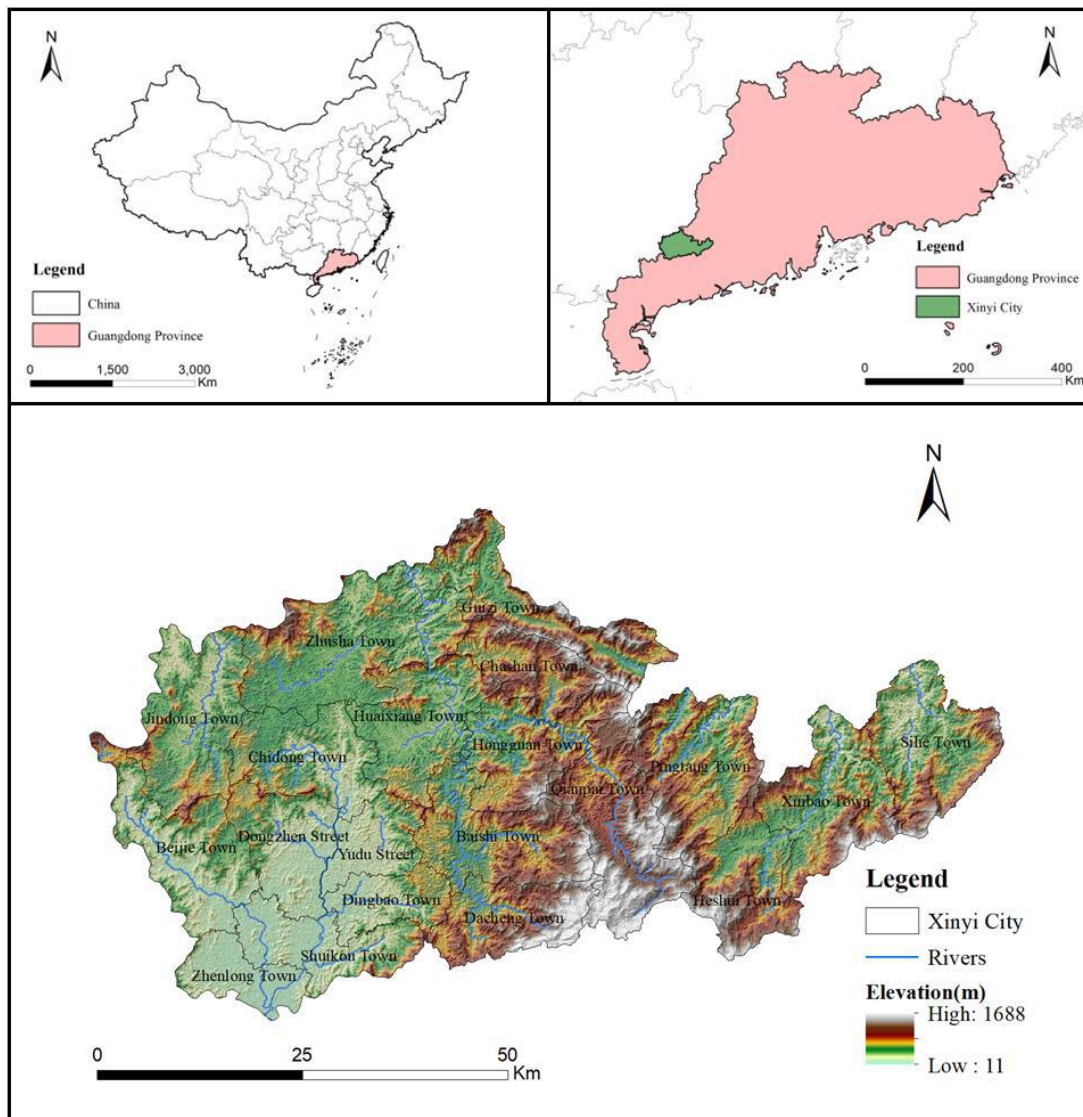 N
Legend
China
Guangdong Province
0 1,500 3,000
Km
N
Legend
Guangdong Province
Xinyi City
0 200 400
Km
N
Guizi Town
Zhusha Town
Chashan Town
Jindong Town
Huaixiang Town
Hongguan Town
Chidong Town
Pingtang Town
Qianpai Town
Sihe Town
Xinbao Town
Dongzhen Street
Baishi Town
Beijie Town
Yudu Street
Dingbao Town
Heshui Town
Dacheng Town
Shuikou Town
Zhenlong Town
Legend
Xinyi City
Rivers
Elevation(m)
High: 1688
Low : 11
0 25 50
Km